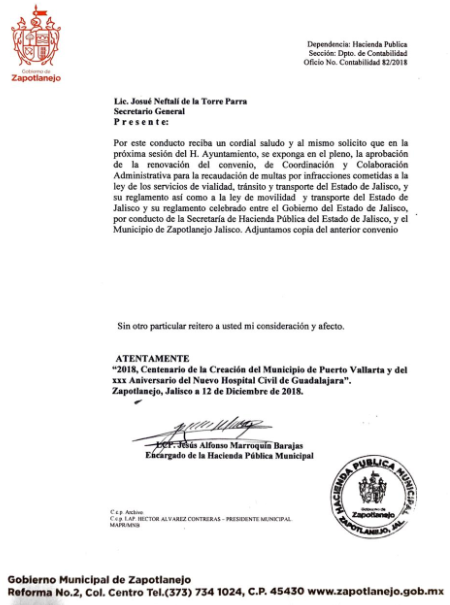 Gobierno de
Zapotlanejo
Dependencia: Hacienda Publica
Sección: Dpto. de Contabilidad
Oficio No. Contabilidad 82/2018
Lic. Josué Neftalí de la Torre Parra
Secretario General
P r e s e n t e :
Por este conducto reciba un cordial saludo y al mismo solicito que en la
próxima sesión del H. Ayuntamiento, se exponga en el pleno, la aprobación
de la renovación del convenio, de Coordinación y Colaboración
Administrativa para la recaudación de multas por infracciones cometidas a la
ley de los servicios de vialidad, tránsito y transporte del Estado de Jalisco, y
su reglamento así como a la ley de movilidad y transporte del Estado de
Jalisco y su reglamento celebrado entre el Gobierno del Estado de Jalisco,
por conducto de la Secretaría de Hacienda Pública del Estado de Jalisco, y el
Municipio de Zapotlanejo Jalisco. Adjuntamos copia del anterior convenio
Sin otro particular reitero a usted mi consideración y afecto.
ATENTAMENTE
"2018, Centenario de la Creación del Municipio de Puerto Vallarta y del
xxx Aniversario del Nuevo Hospital Civil de Guadalajara".
Zapotlanejo, Jalisco a 12 de Diciembre de 2018.
L.C.P. Jesús Alfonso Marroquín Barajas
Encargado de la Hacienda Pública Municipal
HACIENDA PUBLICA MUNICIPAL
Gobierno de
Zapotlanejo
ZAPOTLANEJO, JAL.
C.c.p. Archivo.
C.c.p. LAP. HECTOR ALVAREZ CONTRERAS – PRESIDENTE MUNICIPAL
MAPR/MNB
Gobierno Municipal de Zapotlanejo
Reforma No.2, Col. Centro Tel.(373) 734 1024, C.P. 45430 www.zapotlanejo.gob.mx